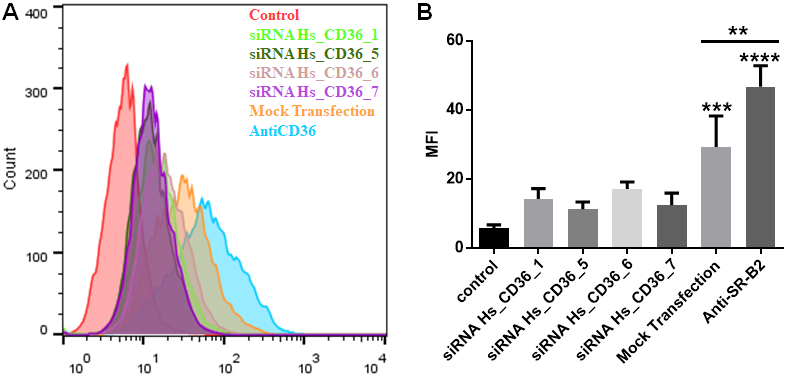 A
Control
siRNA Hs_CD36_1
siRNA Hs_CD36_5
siRNA Hs_CD36_6
siRNA Hs_CD36_7
Mock Transfection
AntiCD36
Count
400
300
200
100
0
10^0
10^1
10^2
10^3
10^4
B
MFI
60
40
20
0
**
***
****
control
siRNA Hs_CD36_1
siRNA Hs_CD36_5
siRNA Hs_CD36_6
siRNA Hs_CD36_7
Mock Transfection
Anti-SR-B2